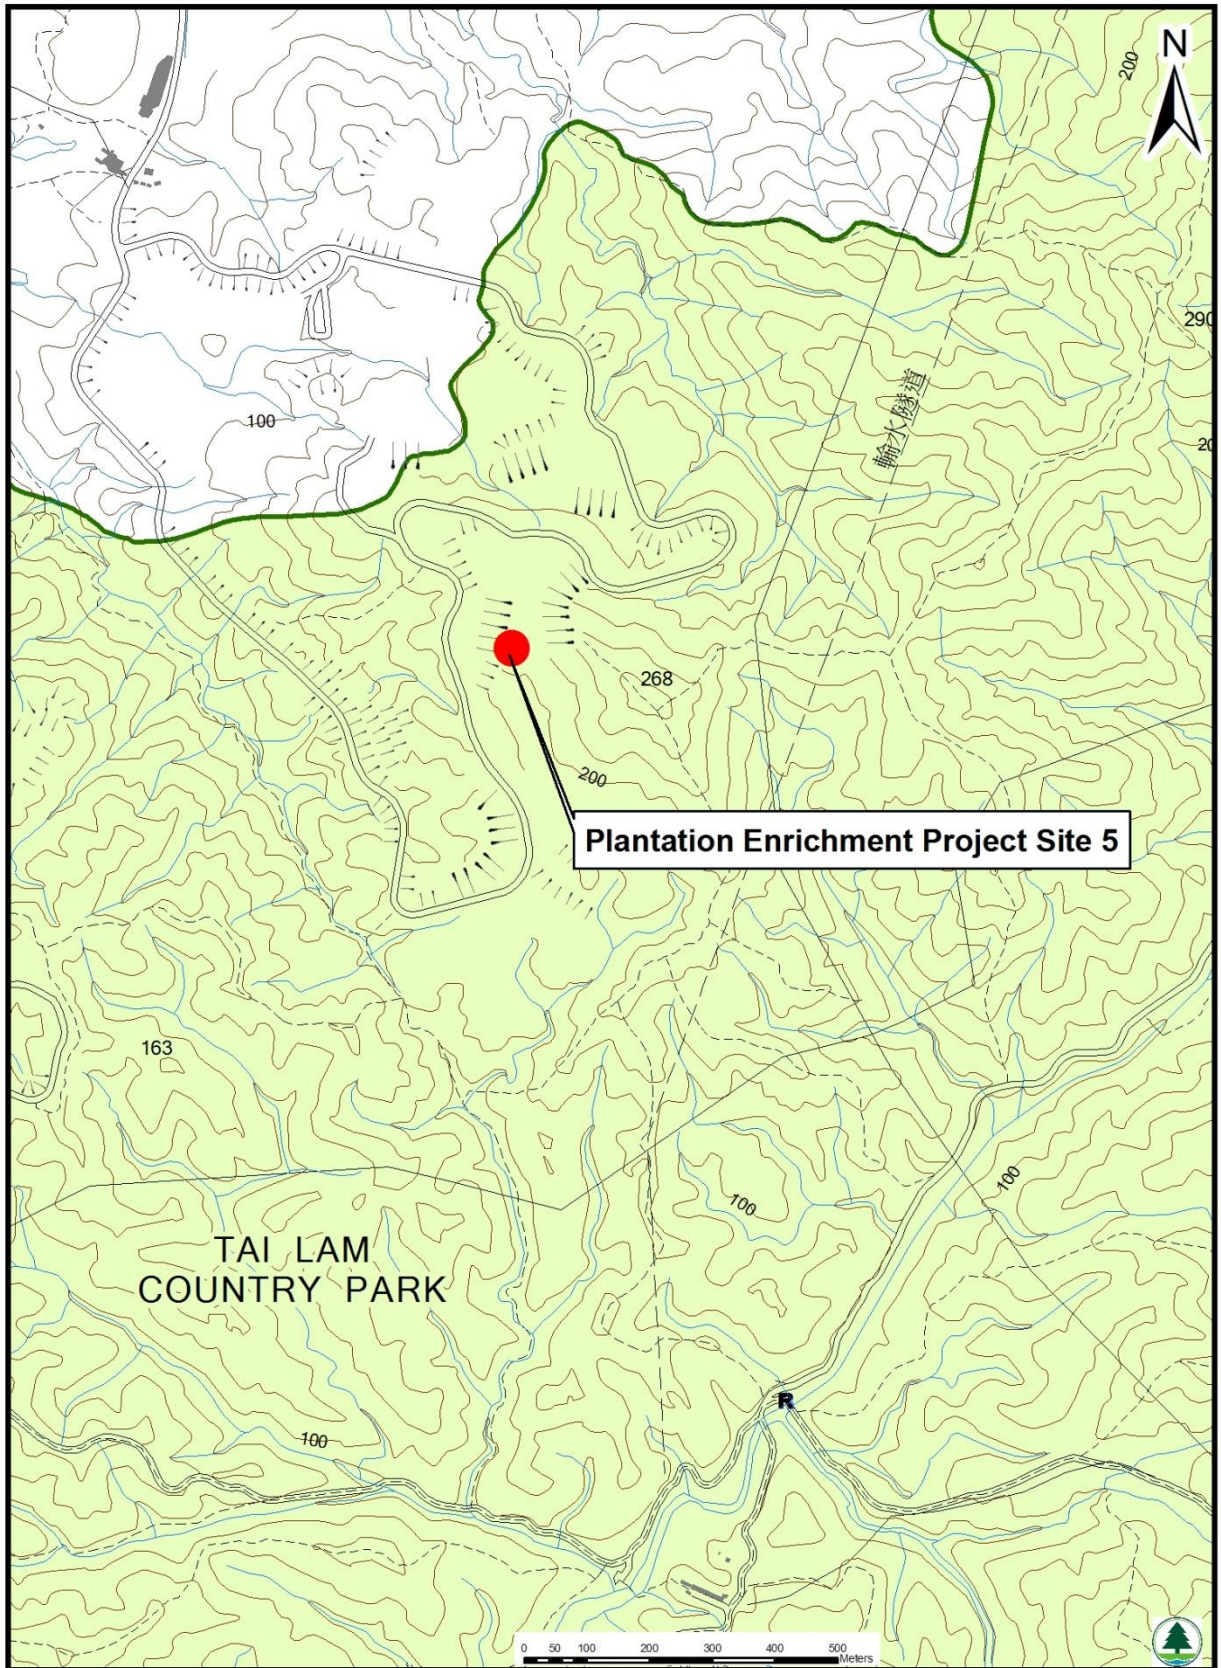 N
200
290
輸水隧道
100
20
268
200
Plantation Enrichment Project Site 5
163
100
100
TAI LAM
COUNTRY PARK
R
100
0 50 100 200 300 400 500
Meters